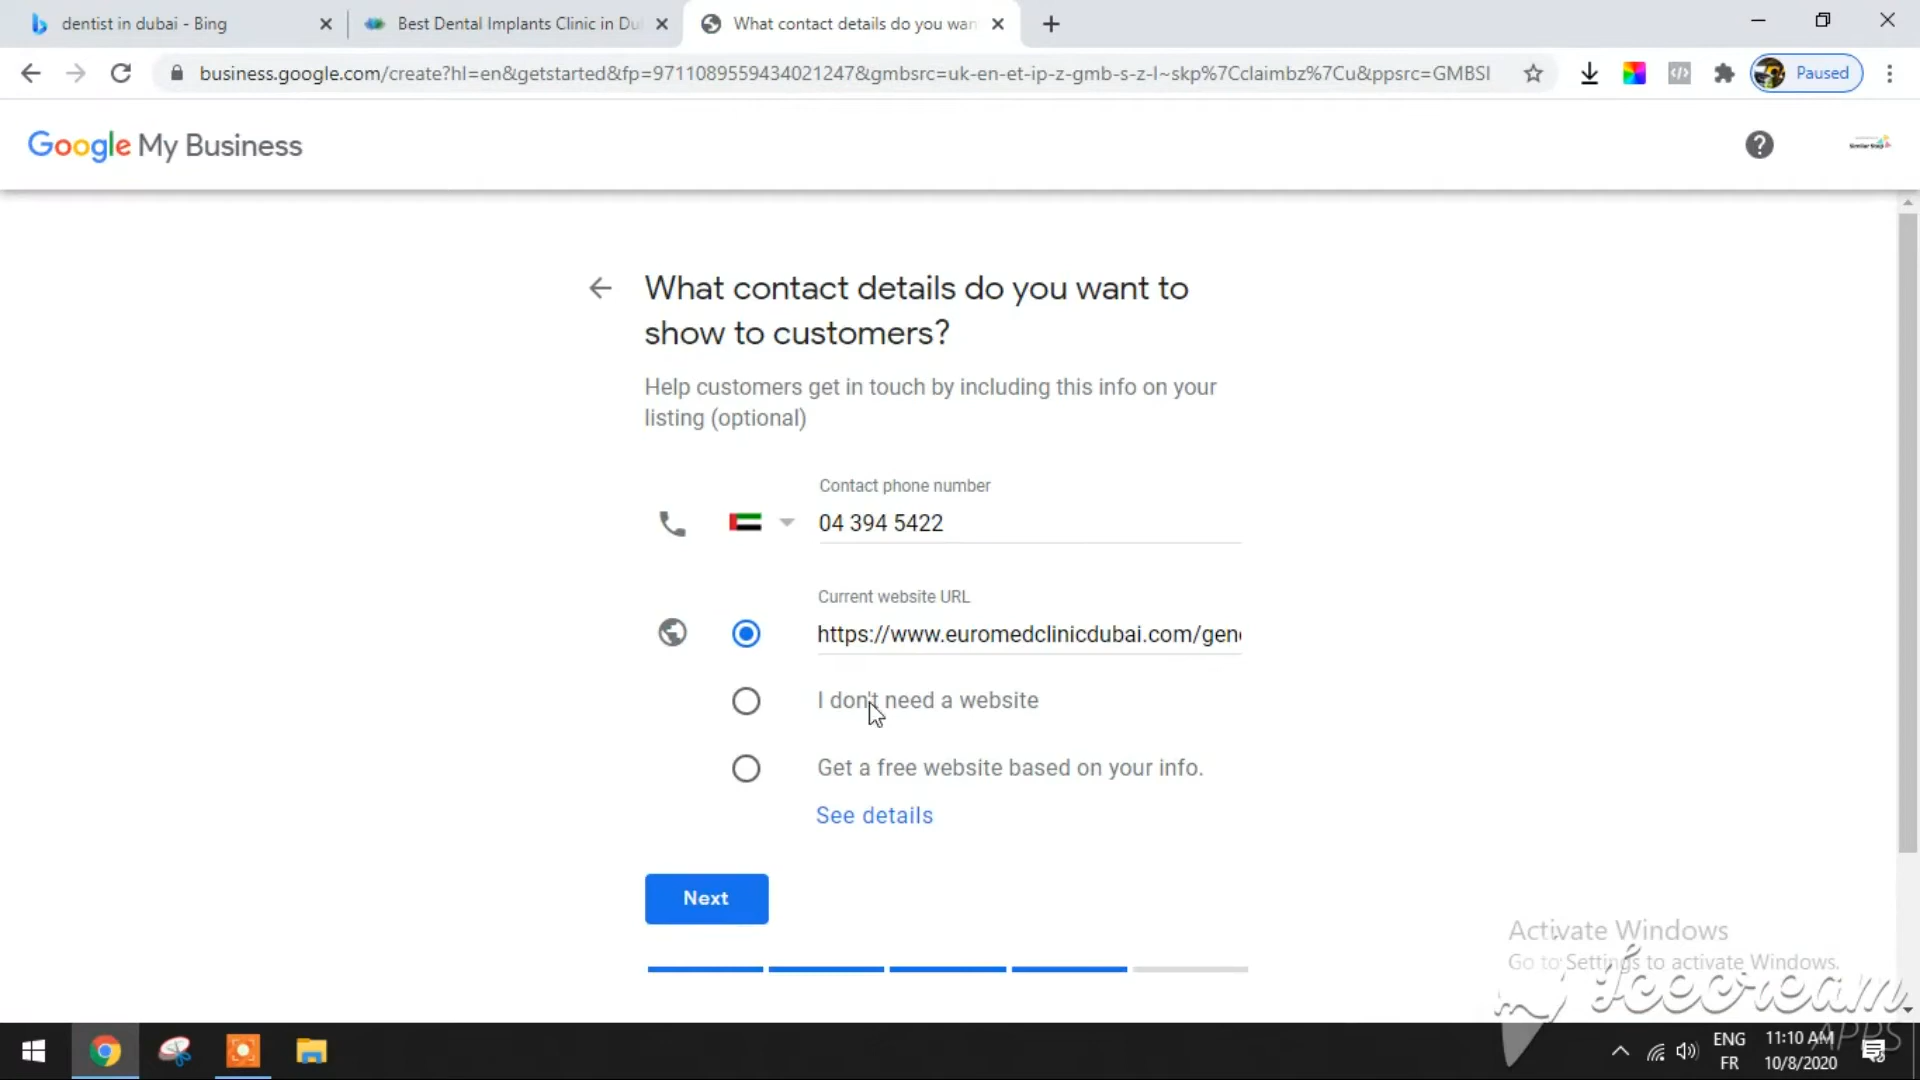 dentist in dubai - Bing
Best Dental Implants Clinic in Du
What contact details do you wan
business.google.com/create?hl=en&getstarted&fp=9711089559434021247&gmbsrc=uk-en-et-ip-z-gmb-s-z-l~skp%7Cclaimbz%7Cu&ppsrc=GMBSI
Paused
Google My Business
What contact details do you want to
show to customers?
Help customers get in touch by including this info on your
listing (optional)
Contact phone number
04 394 5422
Current website URL
https://www.euromedclinicdubai.com/gen
I don't need a website
Get a free website based on your info.
See details
Next
Activate Windows
Go to Settings to activate Windows.
Icecream
APPS
ENG
FR
11:10 AM
10/8/2020